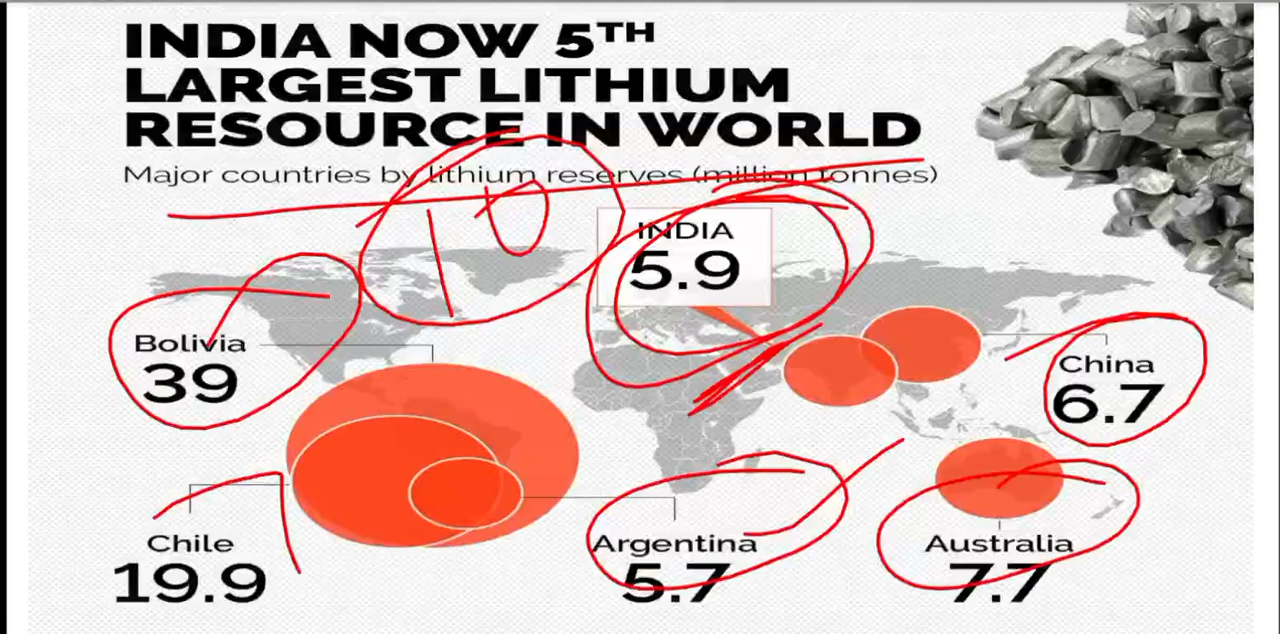 INDIA NOW 5TH
LARGEST LITHIUM
RESOURCE IN WORLD
Major countries by lithium reserves (million tonnes)
10
INDIA
5.9
Bolivia
39
China
6.7
Chile
19.9
Argentina
5.7
Australia
7.7